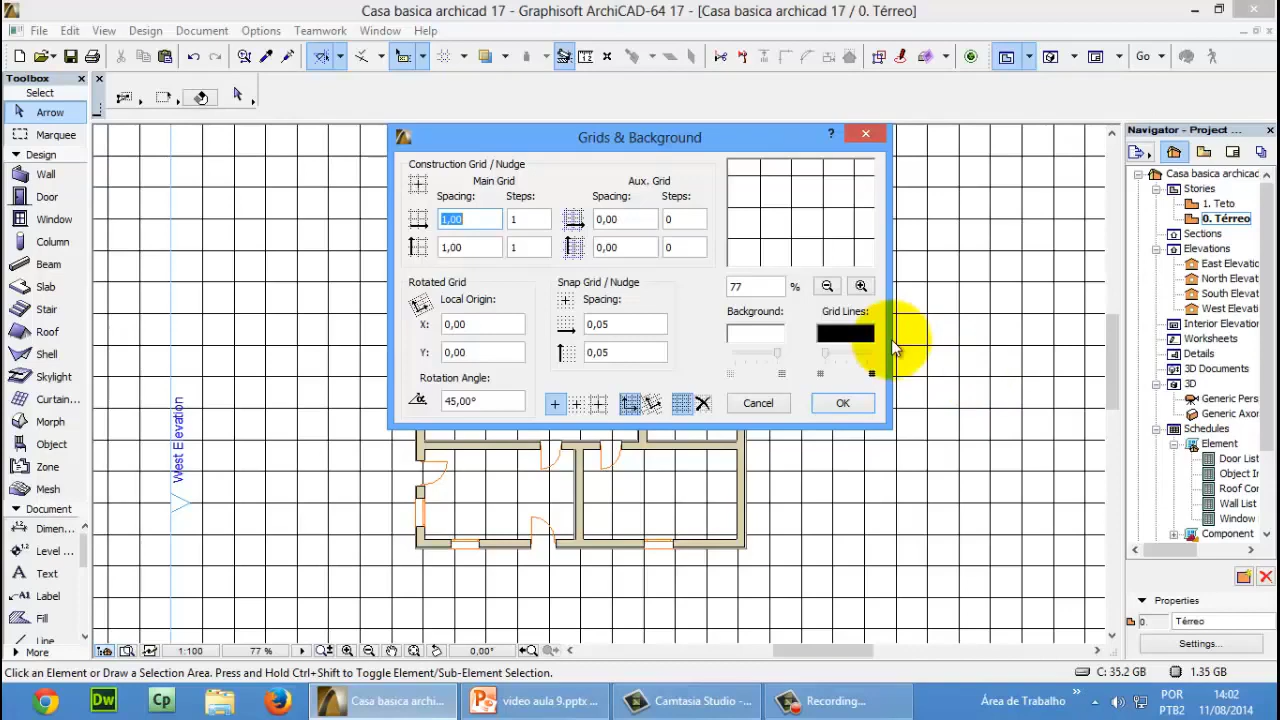 Casa basica archicad 17 - Graphisoft ArchiCAD-64 17 - [Casa basica archicad 17 / 0. Térreo]
File Edit View Design Document Options Teamwork Window Help
Go
Toolbox
Select
Arrow
Marquee
Design
Wall
Door
Window
Column
Beam
Slab
Stair
Roof
Shell
Skylight
Curtain...
Morph
Object
Zone
Mesh
Document
Dimen...
Level ...
Text
Label
Fill
Line
More
West Elevation
Grids & Background
?
Construction Grid / Nudge
Main Grid
Aux. Grid
Spacing: Steps: Spacing: Steps:
1,00 1 0,00 0
1,00 1 0,00 0
Rotated Grid
Local Origin:
X: 0,00
Y: 0,00
Rotation Angle:
45,00°
Snap Grid / Nudge
Spacing:
0,05
0,05
77 %
Background: Grid Lines:
Cancel OK
Navigator - Project ...
Casa basica archicad
Stories
1. Teto
0. Térreo
Sections
Elevations
East Elevatio
North Elevat
South Elevat
West Elevati
Interior Elevation
Worksheets
Details
3D Documents
3D
Generic Persp
Generic Axon
Schedules
Element
Door List
Object In
Roof Con
Wall List
Window
Component
Properties
0. Térreo
Settings...
1:100 77 % 0,00°
Click an Element or Draw a Selection Area. Press and Hold Ctrl+Shift to Toggle Element/Sub-Element Selection.
C: 35.2 GB 1.35 GB
Dw
Cp
Casa basica archi...
video aula 9.pptx ...
Camtasia Studio -...
Recording...
Área de Trabalho
»
POR
PTB2
14:02
11/08/2014